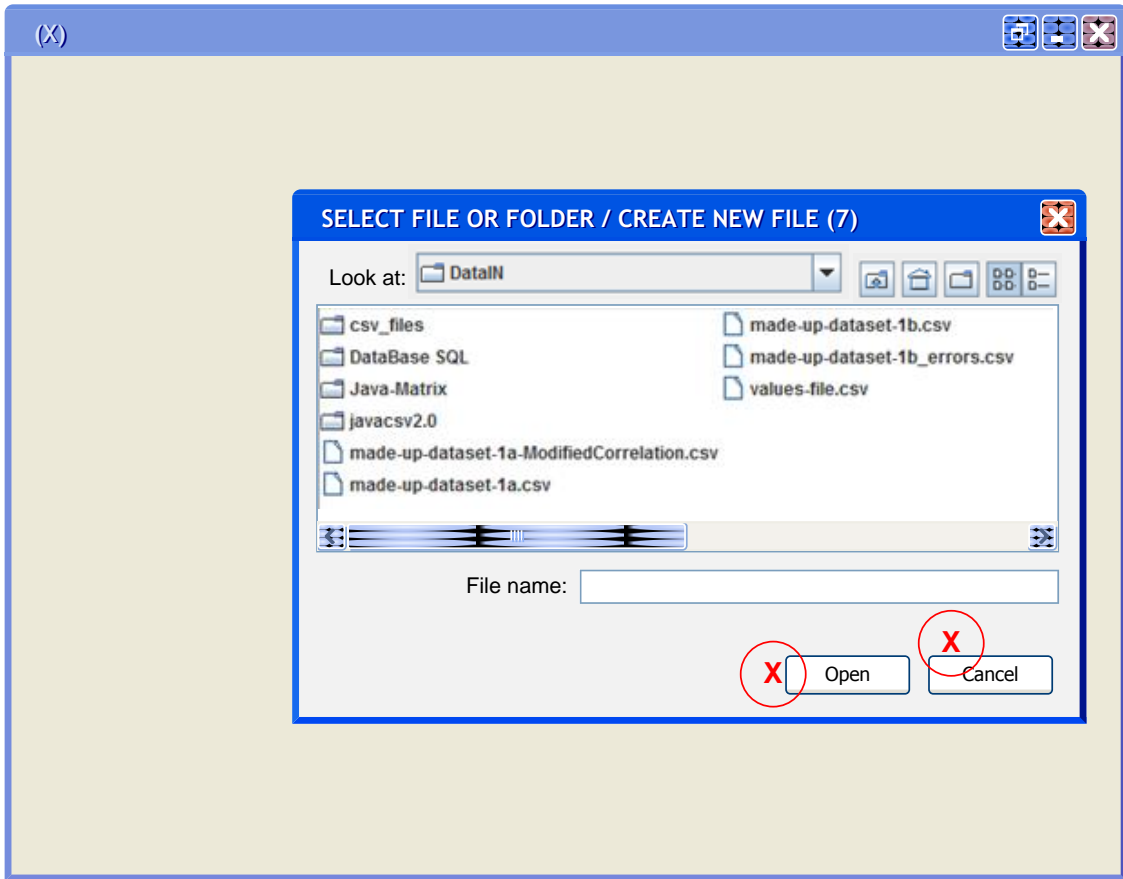 (X)
SELECT FILE OR FOLDER / CREATE NEW FILE (7)
Look at: DataIN
csv_files
DataBase SQL
Java-Matrix
javacsv2.0
made-up-dataset-1a-ModifiedCorrelation.csv
made-up-dataset-1a.csv
made-up-dataset-1b.csv
made-up-dataset-1b_errors.csv
values-file.csv
File name:
X
X Open Cancel